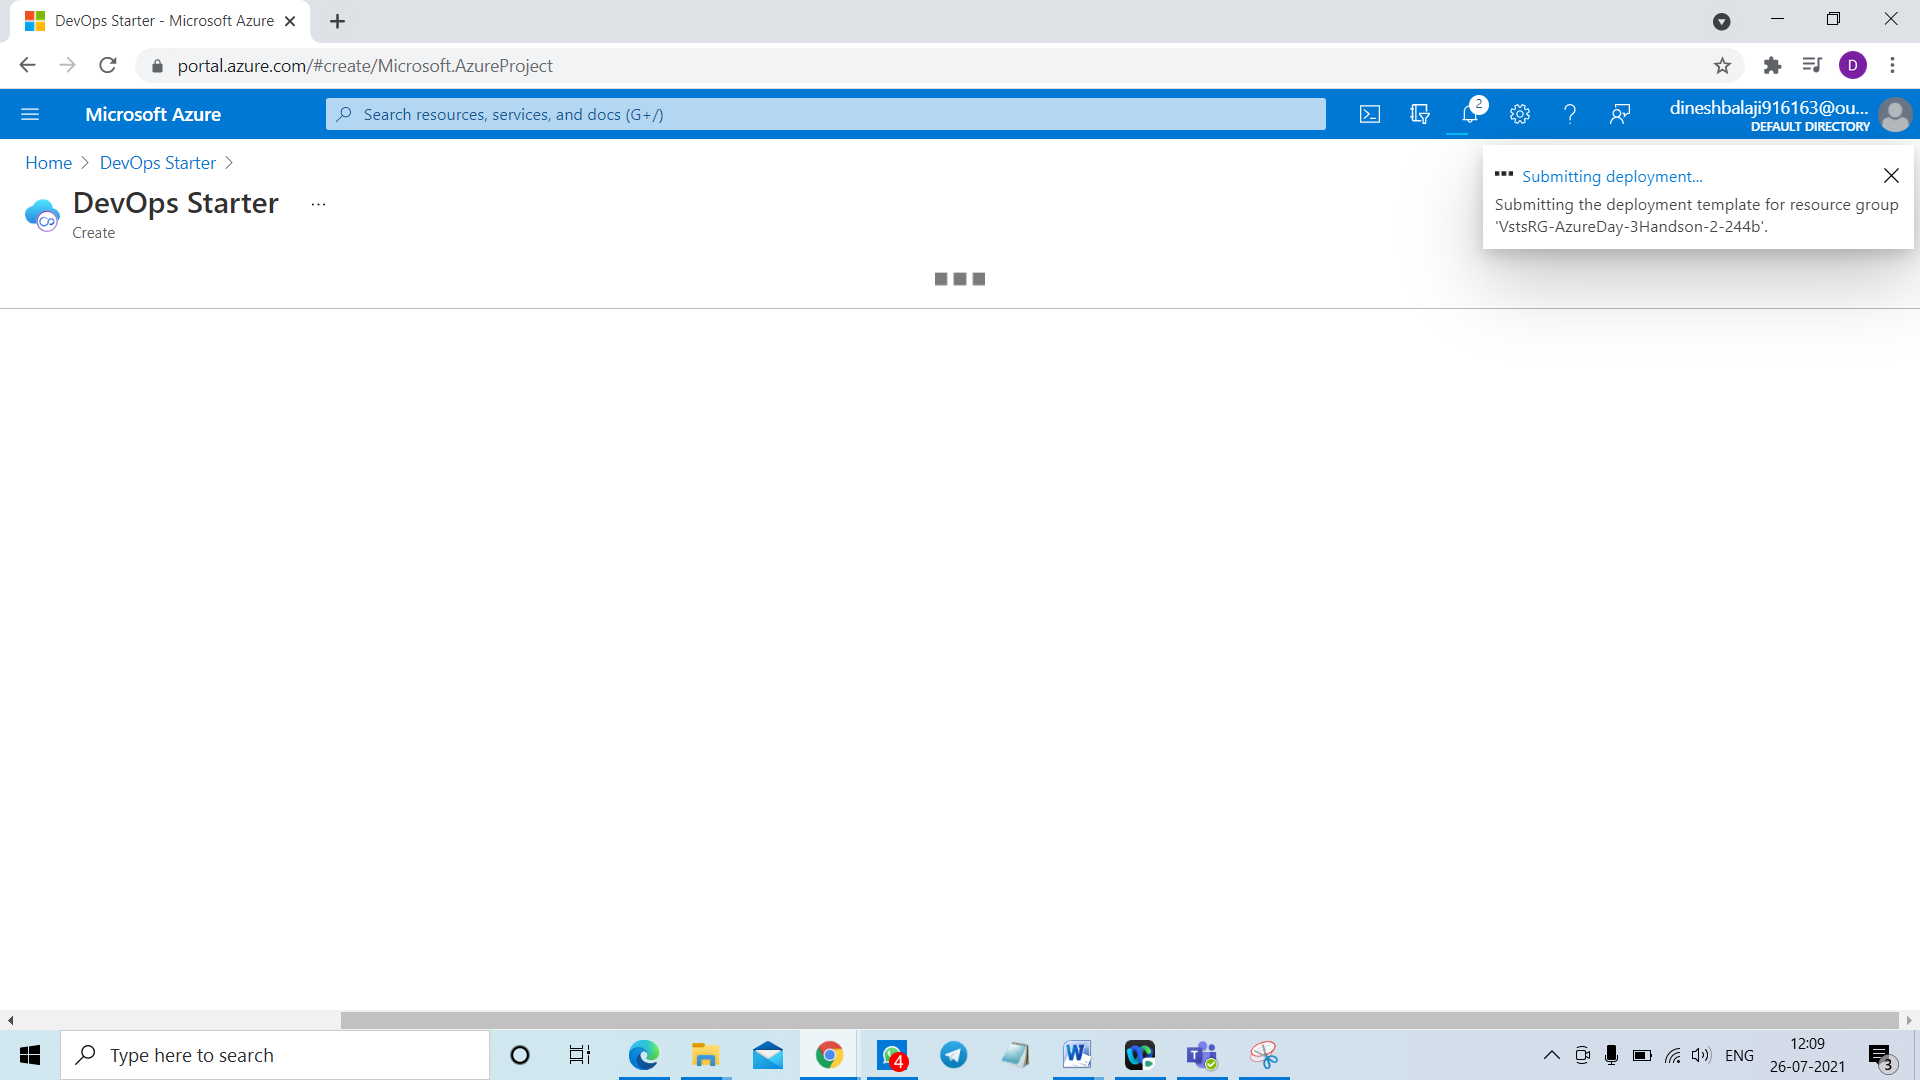 DevOps Starter - Microsoft Azure
portal.azure.com/#create/Microsoft.AzureProject
D
Microsoft Azure
Search resources, services, and docs (G+/)
2
dineshbalaji916163@ou...
DEFAULT DIRECTORY
Home > DevOps Starter >
DevOps Starter ...
Create
Submitting deployment...
Submitting the deployment template for resource group
'VstsRG-AzureDay-3Handson-2-244b'.
Type here to search
4
ENG
12:09
26-07-2021
3